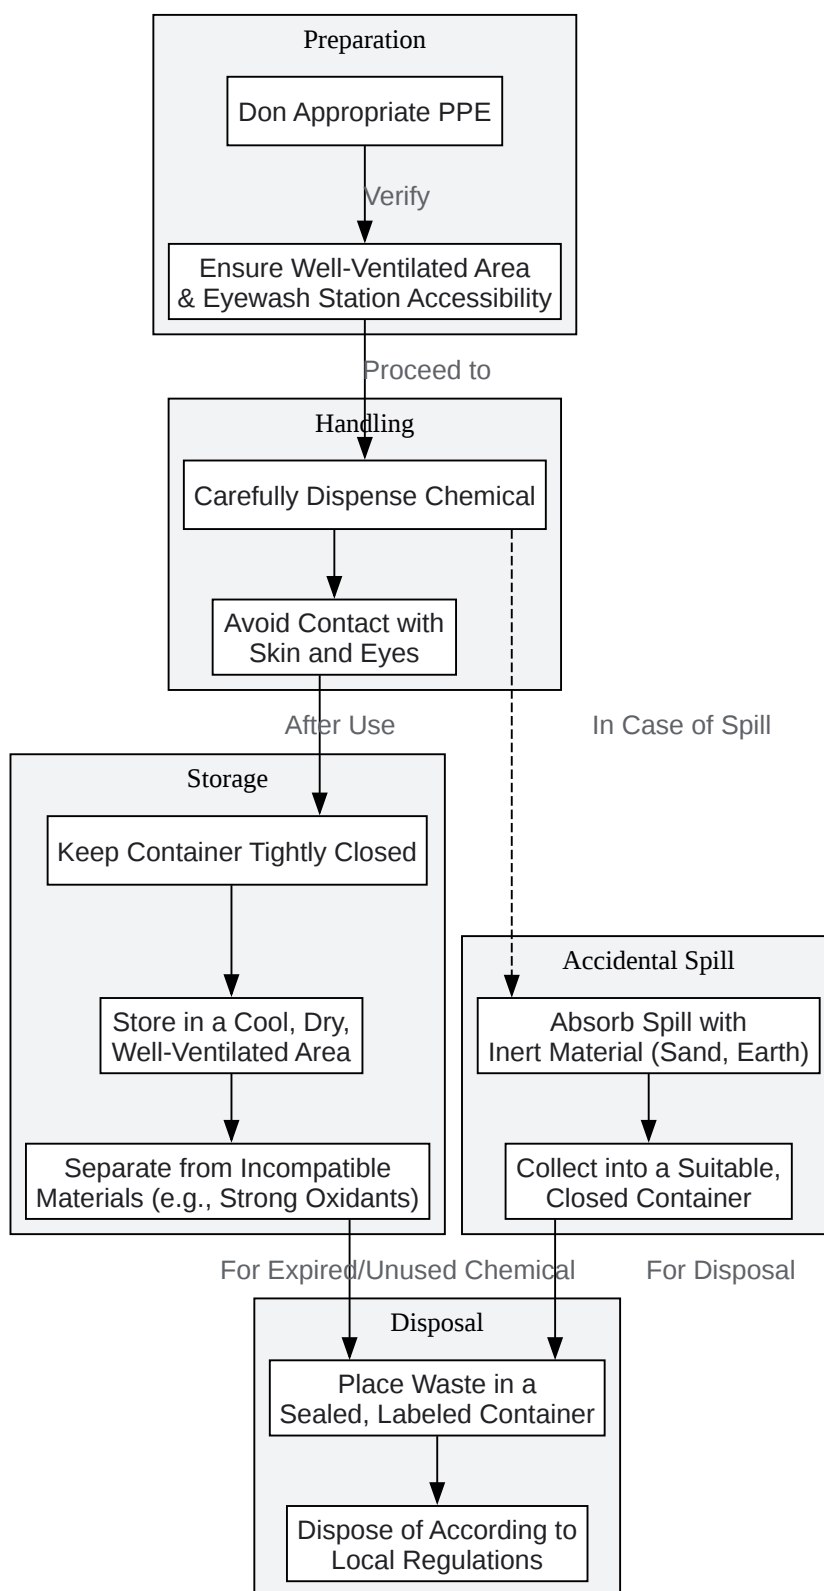 Preparation
Don Appropriate PPE
Verify
Ensure Well-Ventilated Area
& Eyewash Station Accessibility
Proceed to
Handling
Carefully Dispense Chemical
Avoid Contact with
Skin and Eyes
After Use
In Case of Spill
Storage
Keep Container Tightly Closed
Accidental Spill
Store in a Cool, Dry,
Well-Ventilated Area
Absorb Spill with
Inert Material (Sand, Earth)
Separate from Incompatible
Materials (e.g., Strong Oxidants)
Collect into a Suitable,
Closed Container
For Expired/Unused Chemical
For Disposal
Disposal
Place Waste in a
Sealed, Labeled Container
Dispose of According to
Local Regulations